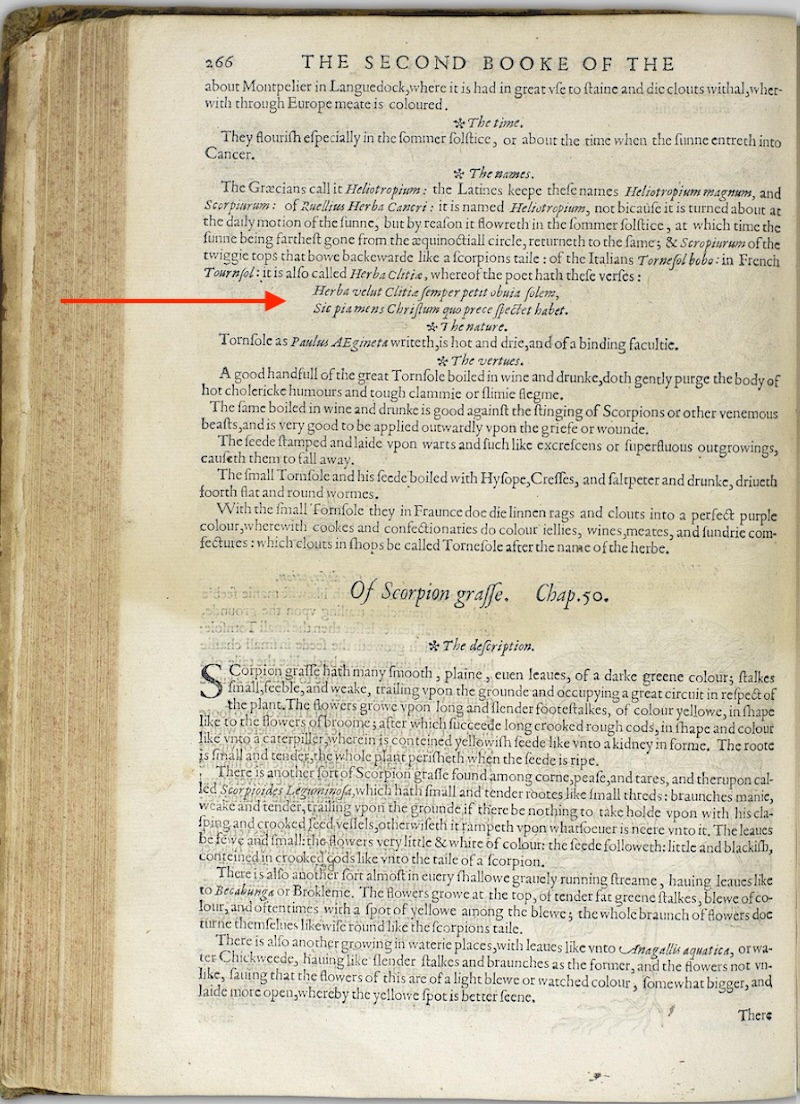 266 THE SECOND BOOKE OF THE
about Montpelier in Languedock, where it is had in great vſe to ſtaine and die clouts withal, wher-
with through Europe meate is coloured.
✻ The time.
They flouriſh eſpecially in the ſommer ſolſtice, or about the time when the ſunne entreth into
Cancer.
✻ The names.
The Græcians call it Heliotropium: the Latines keepe theſe names Heliotropium magnum, and
Scorpiurum: of Ruellius Herba Cancri: it is named Heliotropium, not bicauſe it is turned about at
the daily motion of the ſunne, but by reaſon it flowreth in the ſommer ſolſtice, at which time the
ſunne being fartheſt gone from the æquinoctiall circle, returneth to the ſame; & Scropiurum of the
twiggie tops that bowe backewarde like a ſcorpions taile: of the Italians Torneſol bobo: in French
Tournſol: it is alſo called Herba Clitiæ, whereof the poet hath theſe verſes:
Herba velut Clitiæ ſemper petit obuia ſolem,
Sic pia mens Chriſtum quo prece ſpectet habet.
✻ The nature.
Tornſole as Paulus AEgineta writeth, is hot and drie, and of a binding facultie.
✻ The vertues.
A good handfull of the great Tornſole boiled in wine and drunke, doth gently purge the body of
hot cholericke humours and tough clammie or ſlimie flegme.
The ſame boiled in wine and drunke is good againſt the ſtinging of Scorpions or other venemous
beaſts, and is very good to be applied outwardly vpon the griefe or wounde.
The ſeede ſtamped and laide vpon warts and ſuch like excreſcens or ſuperfluous outgrowings,
cauſeth them to fall away.
The ſmall Tornſole and his ſeede boiled with Hyſope, Creſſes, and ſaltpeter and drunke, driueth
foorth flat and round wormes.
With the ſmall Tornſole they in Fraunce doe die linnen rags and clouts into a perfect purple
colour, wherewith cookes and confectionaries do colour iellies, wines, meates, and ſundrie com-
fectures: which clouts in ſhops be called Torneſole after the name of the herbe.
Of Scorpion graſſe. Chap. 50.
✻ The deſcription.
SCorpion graſſe hath many ſmooth, plaine, euen leaues, of a darke greene colour; ſtalkes
ſmall, feeble, and weake, trailing vpon the grounde and occupying a great circuit in reſpect of
the plant. The flowers growe vpon long and ſlender footeſtalkes, of colour yellowe, in ſhape
like to the flowers of broome; after which ſucceede long crooked rough cods, in ſhape and colour
like vnto a caterpiller, wherein is conteined yellowiſh ſeede like vnto a kidney in forme. The roote
is ſmall and tender, the whole plant periſheth when the ſeede is ripe.
There is another ſort of Scorpion graſſe found among corne, peaſe, and tares, and therupon cal-
led Scorpioides Leguminoſa, which hath ſmall and tender rootes like ſmall threds: braunches manie,
weake and tender, trailing vpon the grounde if there be nothing to take holde vpon with his cla-
ſping and crooked ſeed veſſels, otherwiſeth it rampeth vpon whatſoeuer is neere vnto it. The leaues
be fewe and ſmall: the flowers very little & white of colour: the ſeede followeth: little and blackiſh,
conteined in crooked cods like vnto the taile of a ſcorpion.
There is alſo another ſort almoſt in euery ſhallowe grauely running ſtreame, hauing leaues like
to Becabunga or Brokleme. The flowers growe at the top, of tender fat greene ſtalkes, blewe of co-
lour, and oftentimes with a ſpot of yellowe among the blewe; the whole braunch of flowers doe
turne themſelues likewiſe round like the ſcorpions taile.
There is alſo another growing in waterie places, with leaues like vnto Anagallis aquatica, or wa-
ter Chickweede, hauing like ſlender ſtalkes and braunches as the former, and the flowers not vn-
like, ſauing that the flowers of this are of a light blewe or watched colour, ſomewhat bigger, and
laide more open, whereby the yellowe ſpot is better ſeene.
There